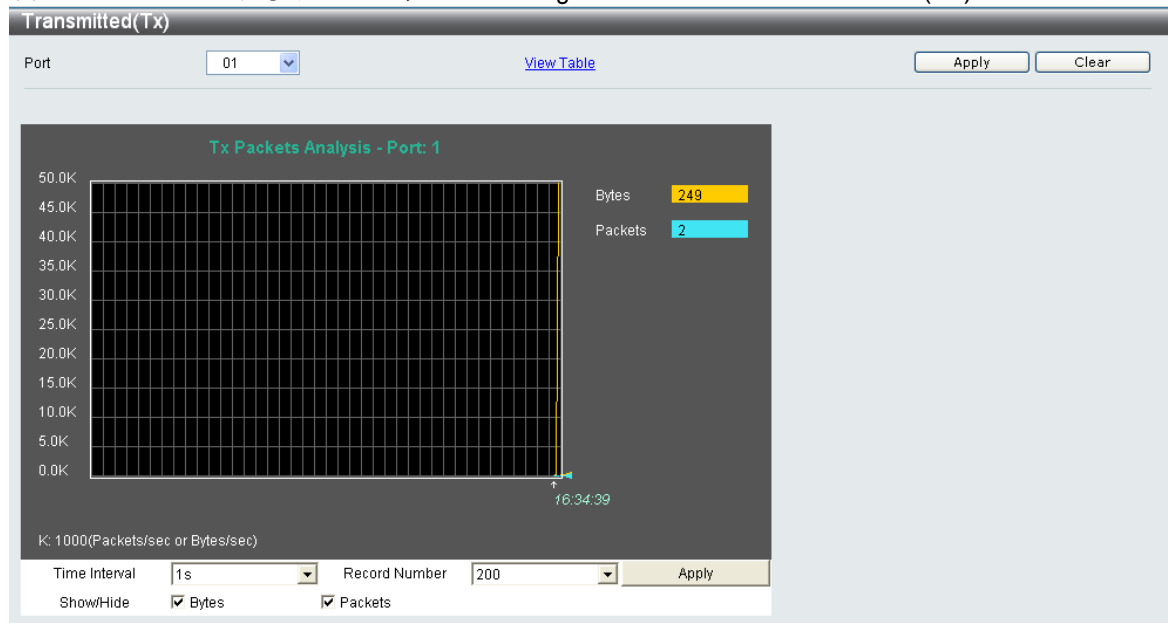 Transmitted(Tx)
Port 01 View Table Apply Clear
Tx Packets Analysis - Port: 1
50.0K
45.0K
40.0K
35.0K
30.0K
25.0K
20.0K
15.0K
10.0K
5.0K
0.0K
Bytes 249
Packets 2
16:34:39
K: 1000(Packets/sec or Bytes/sec)
Time Interval 1s Record Number 200 Apply
Show/Hide Bytes Packets